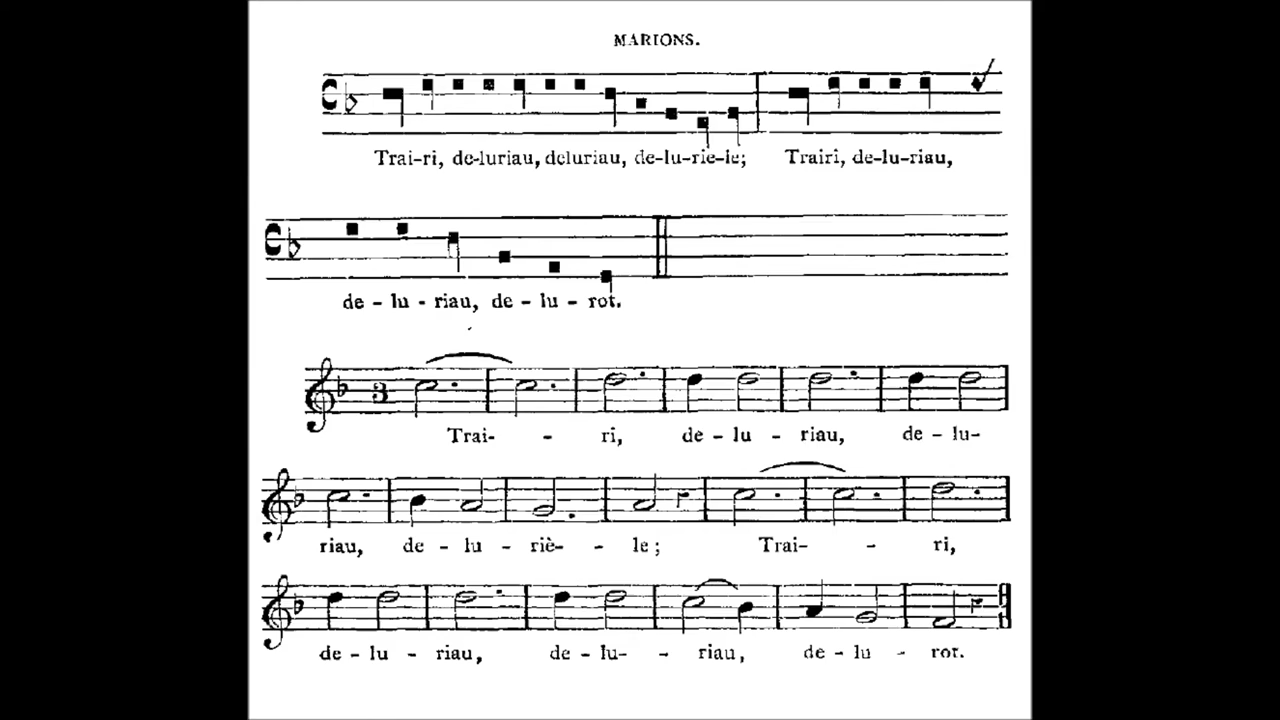 MARIONS.
Trai-ri, de-luriau, deluriau, de-lu-rie-le; Trairi, de-lu-riau,
de - lu - riau, de - lu - rot.
3
Trai- - ri, de - lu - riau, de - lu-
riau, de - lu - riè- - le ; Trai- - ri,
de - lu - riau, de - lu- - riau, de - lu - rot.